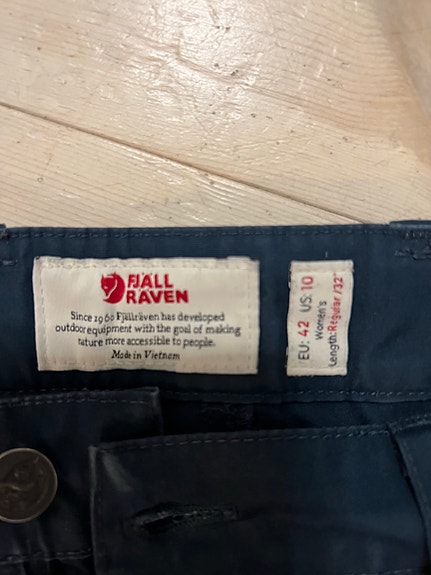 FJÄLL
RÄVEN
Since 1960 Fjällräven has developed
outdoor equipment with the goal of making
nature more accessible to people.
Made in Vietnam
EU: 42 US: 10
Women's
Length: Regular/32"